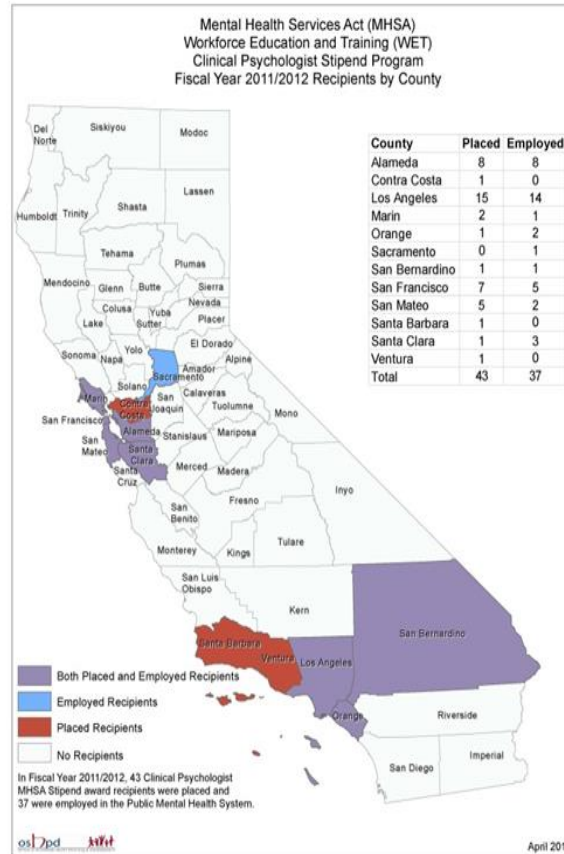 Mental Health Services Act (MHSA)
Workforce Education and Training (WET)
Clinical Psychologist Stipend Program
Fiscal Year 2011/2012 Recipients by County
County Placed Employed
Alameda 8 8
Contra Costa 1 0
Los Angeles 15 14
Marin 2 1
Orange 1 2
Sacramento 0 1
San Bernardino 1 1
San Francisco 7 5
San Mateo 5 2
Santa Barbara 1 0
Santa Clara 1 3
Ventura 1 0
Total 43 37
Del
Norte
Siskiyou
Modoc
Humboldt
Trinity
Shasta
Lassen
Tehama
Plumas
Mendocino
Glenn
Butte
Sierra
Nevada
Colusa
Yuba
Placer
Lake
Sutter
El Dorado
Sonoma
Napa
Yolo
Alpine
Amador
Sacramento
Solano
Calaveras
Marin
Contra
Costa
San
Joaquin
Tuolumne
Mono
San Francisco
Alameda
Stanislaus
Mariposa
San
Mateo
Santa
Clara
Santa
Cruz
Merced
Madera
San
Benito
Fresno
Inyo
Monterey
Kings
Tulare
San Luis
Obispo
Kern
Santa Barbara
Ventura
Los Angeles
San Bernardino
Orange
Riverside
San Diego
Imperial
Both Placed and Employed Recipients
Employed Recipients
Placed Recipients
No Recipients
In Fiscal Year 2011/2012, 43 Clinical Psychologist
MHSA Stipend award recipients were placed and
37 were employed in the Public Mental Health System.
oshpd
April 201